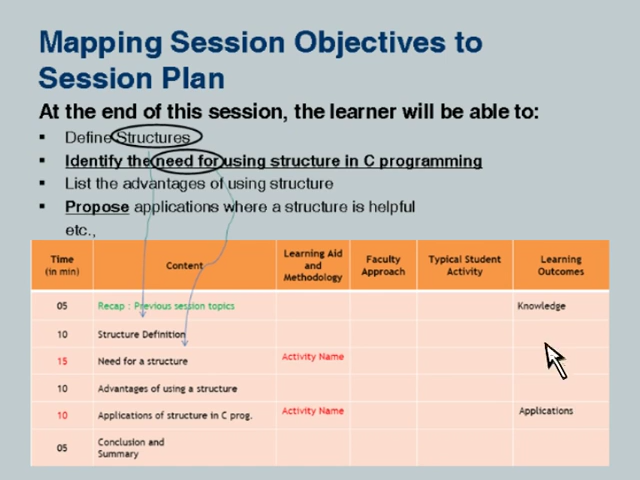 Mapping Session Objectives to
Session Plan
At the end of this session, the learner will be able to:
▪ Define Structures
▪ Identify the need for using structure in C programming
▪ List the advantages of using structure
▪ Propose applications where a structure is helpful
etc.,
Time (in min) Content Learning Aid and Methodology Faculty Approach Typical Student Activity Learning Outcomes
05 Recap : Previous session topics Knowledge
10 Structure Definition
15 Need for a structure Activity Name
10 Advantages of using a structure
10 Applications of structure in C prog. Activity Name Applications
05 Conclusion and Summary